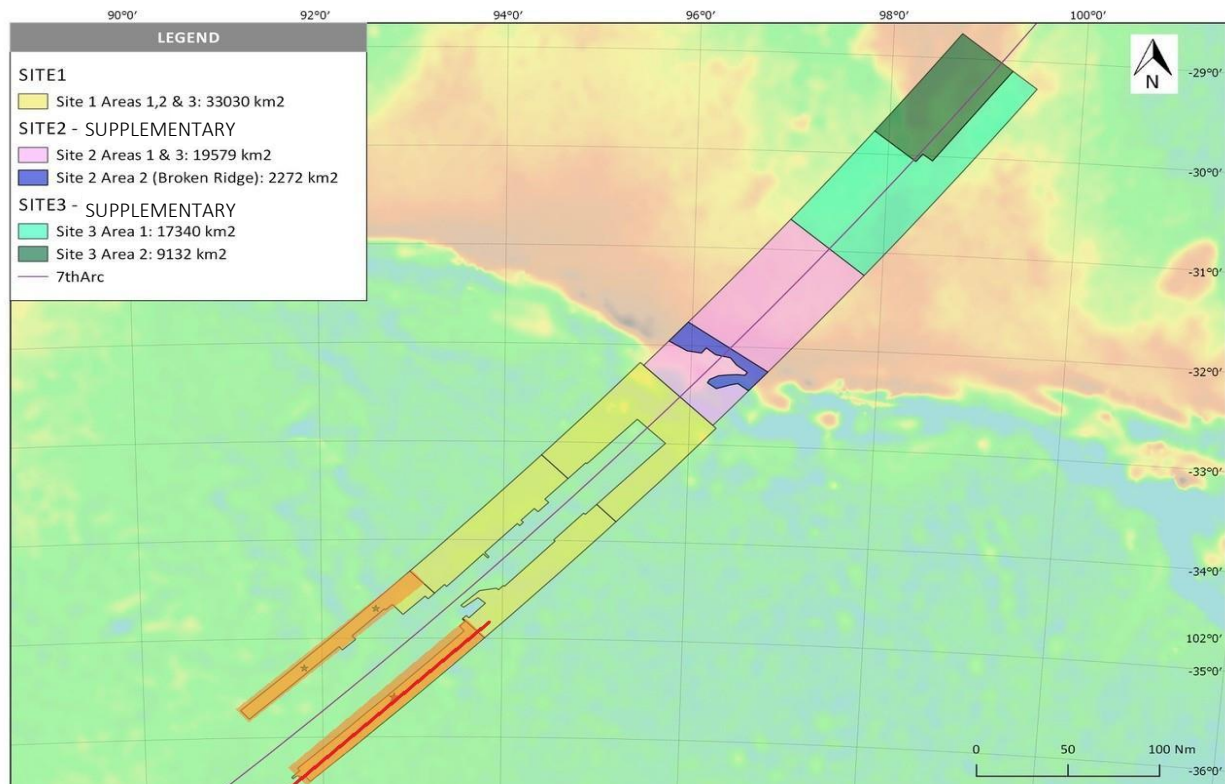 90°0' 92°0' 94°0' 96°0' 98°0' 100°0'
LEGEND
SITE1
Site 1 Areas 1,2 & 3: 33030 km2
SITE2 - SUPPLEMENTARY
Site 2 Areas 1 & 3: 19579 km2
Site 2 Area 2 (Broken Ridge): 2272 km2
SITE3 - SUPPLEMENTARY
Site 3 Area 1: 17340 km2
Site 3 Area 2: 9132 km2
7thArc
N
-29°0'
-30°0'
-31°0'
-32°0'
-33°0'
-34°0'
102°0'
-35°0'
0 50 100 Nm
-36°0'